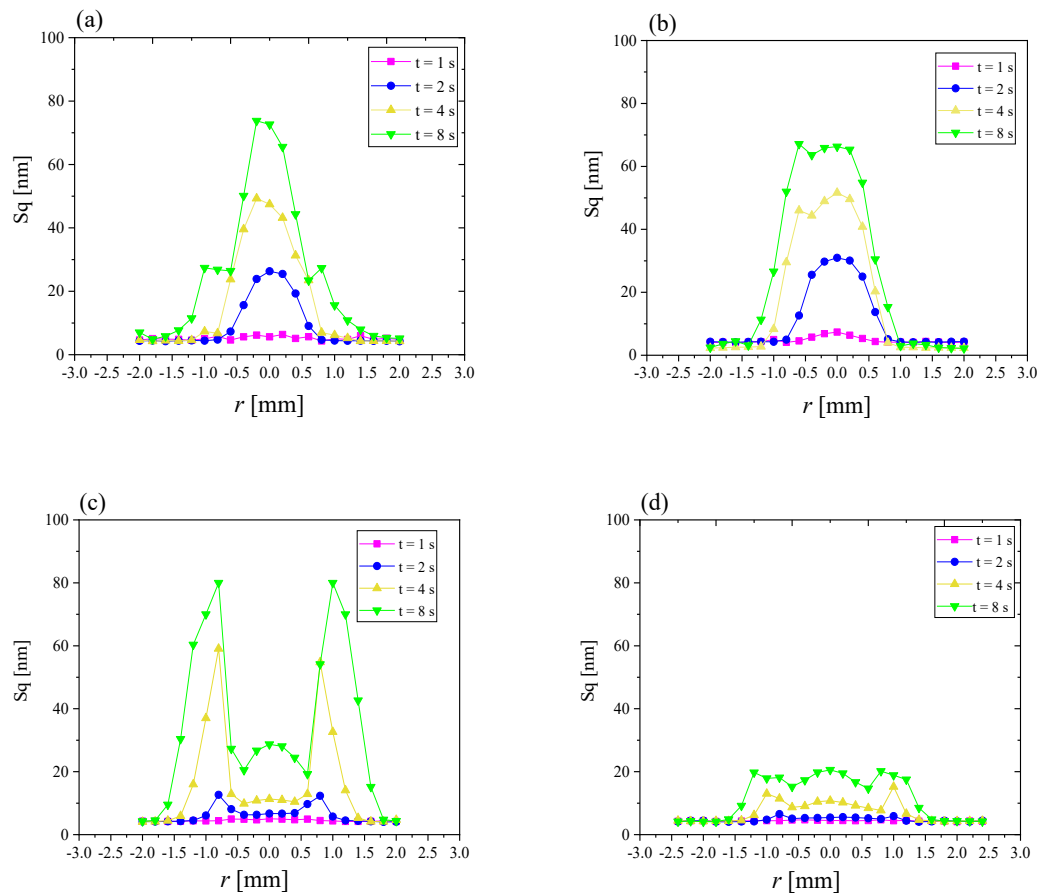 (a)
100
80
60
40
20
0
Sq [nm]
t = 1 s
t = 2 s
t = 4 s
t = 8 s
-3.0 -2.5 -2.0 -1.5 -1.0 -0.5 0.0 0.5 1.0 1.5 2.0 2.5 3.0
r [mm]
(b)
100
80
60
40
20
0
Sq [nm]
t = 1 s
t = 2 s
t = 4 s
t = 8 s
-3.0 -2.5 -2.0 -1.5 -1.0 -0.5 0.0 0.5 1.0 1.5 2.0 2.5 3.0
r [mm]
(c)
100
80
60
40
20
0
Sq [nm]
t = 1 s
t = 2 s
t = 4 s
t = 8 s
-3.0 -2.5 -2.0 -1.5 -1.0 -0.5 0.0 0.5 1.0 1.5 2.0 2.5 3.0
r [mm]
(d)
100
80
60
40
20
0
Sq [nm]
t = 1 s
t = 2 s
t = 4 s
t = 8 s
-3.0 -2.5 -2.0 -1.5 -1.0 -0.5 0.0 0.5 1.0 1.5 2.0 2.5 3.0
r [mm]